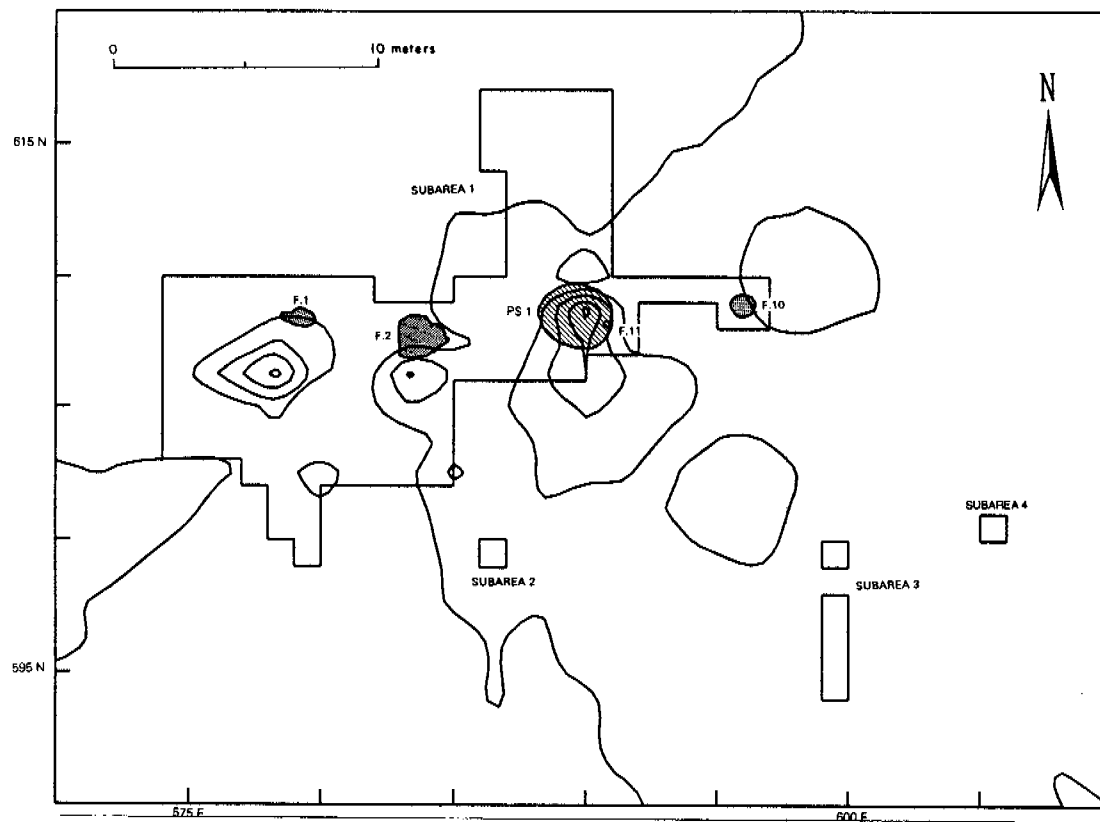 0 10 meters
N
615 N
SUBAREA 1
F.1
PS 1
F.10
F.2
F.11
SUBAREA 4
SUBAREA 2
SUBAREA 3
595 N
575 E
600 E